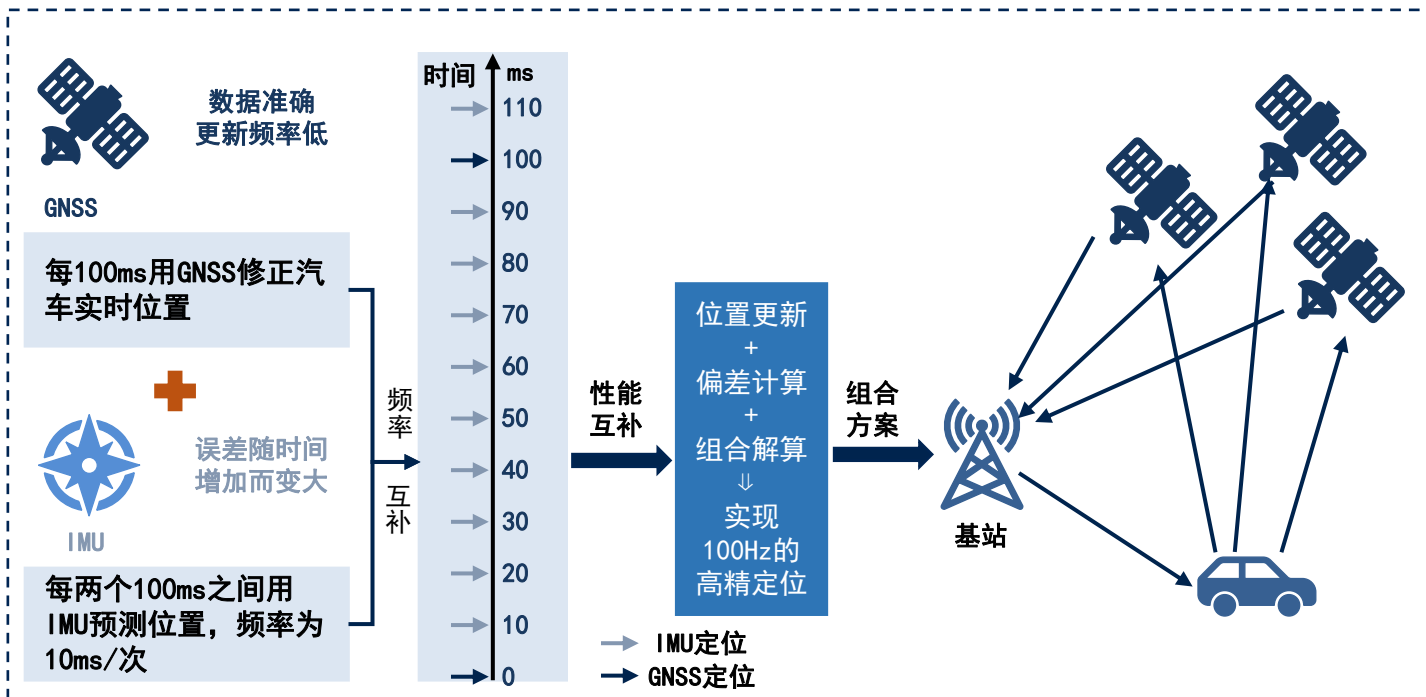 数据准确
更新频率低
GNSS
每100ms用GNSS修正汽
车实时位置
误差随时间
增加而变大
IMU
每两个100ms之间用
IMU预测位置，频率为
10ms/次
频率
互补
时间 ms
110
100
90
80
70
60
50
40
30
20
10
0
性能
互补
位置更新
+
偏差计算
+
组合解算
⇓
实现
100Hz的
高精定位
IMU定位
GNSS定位
组合
方案
基站